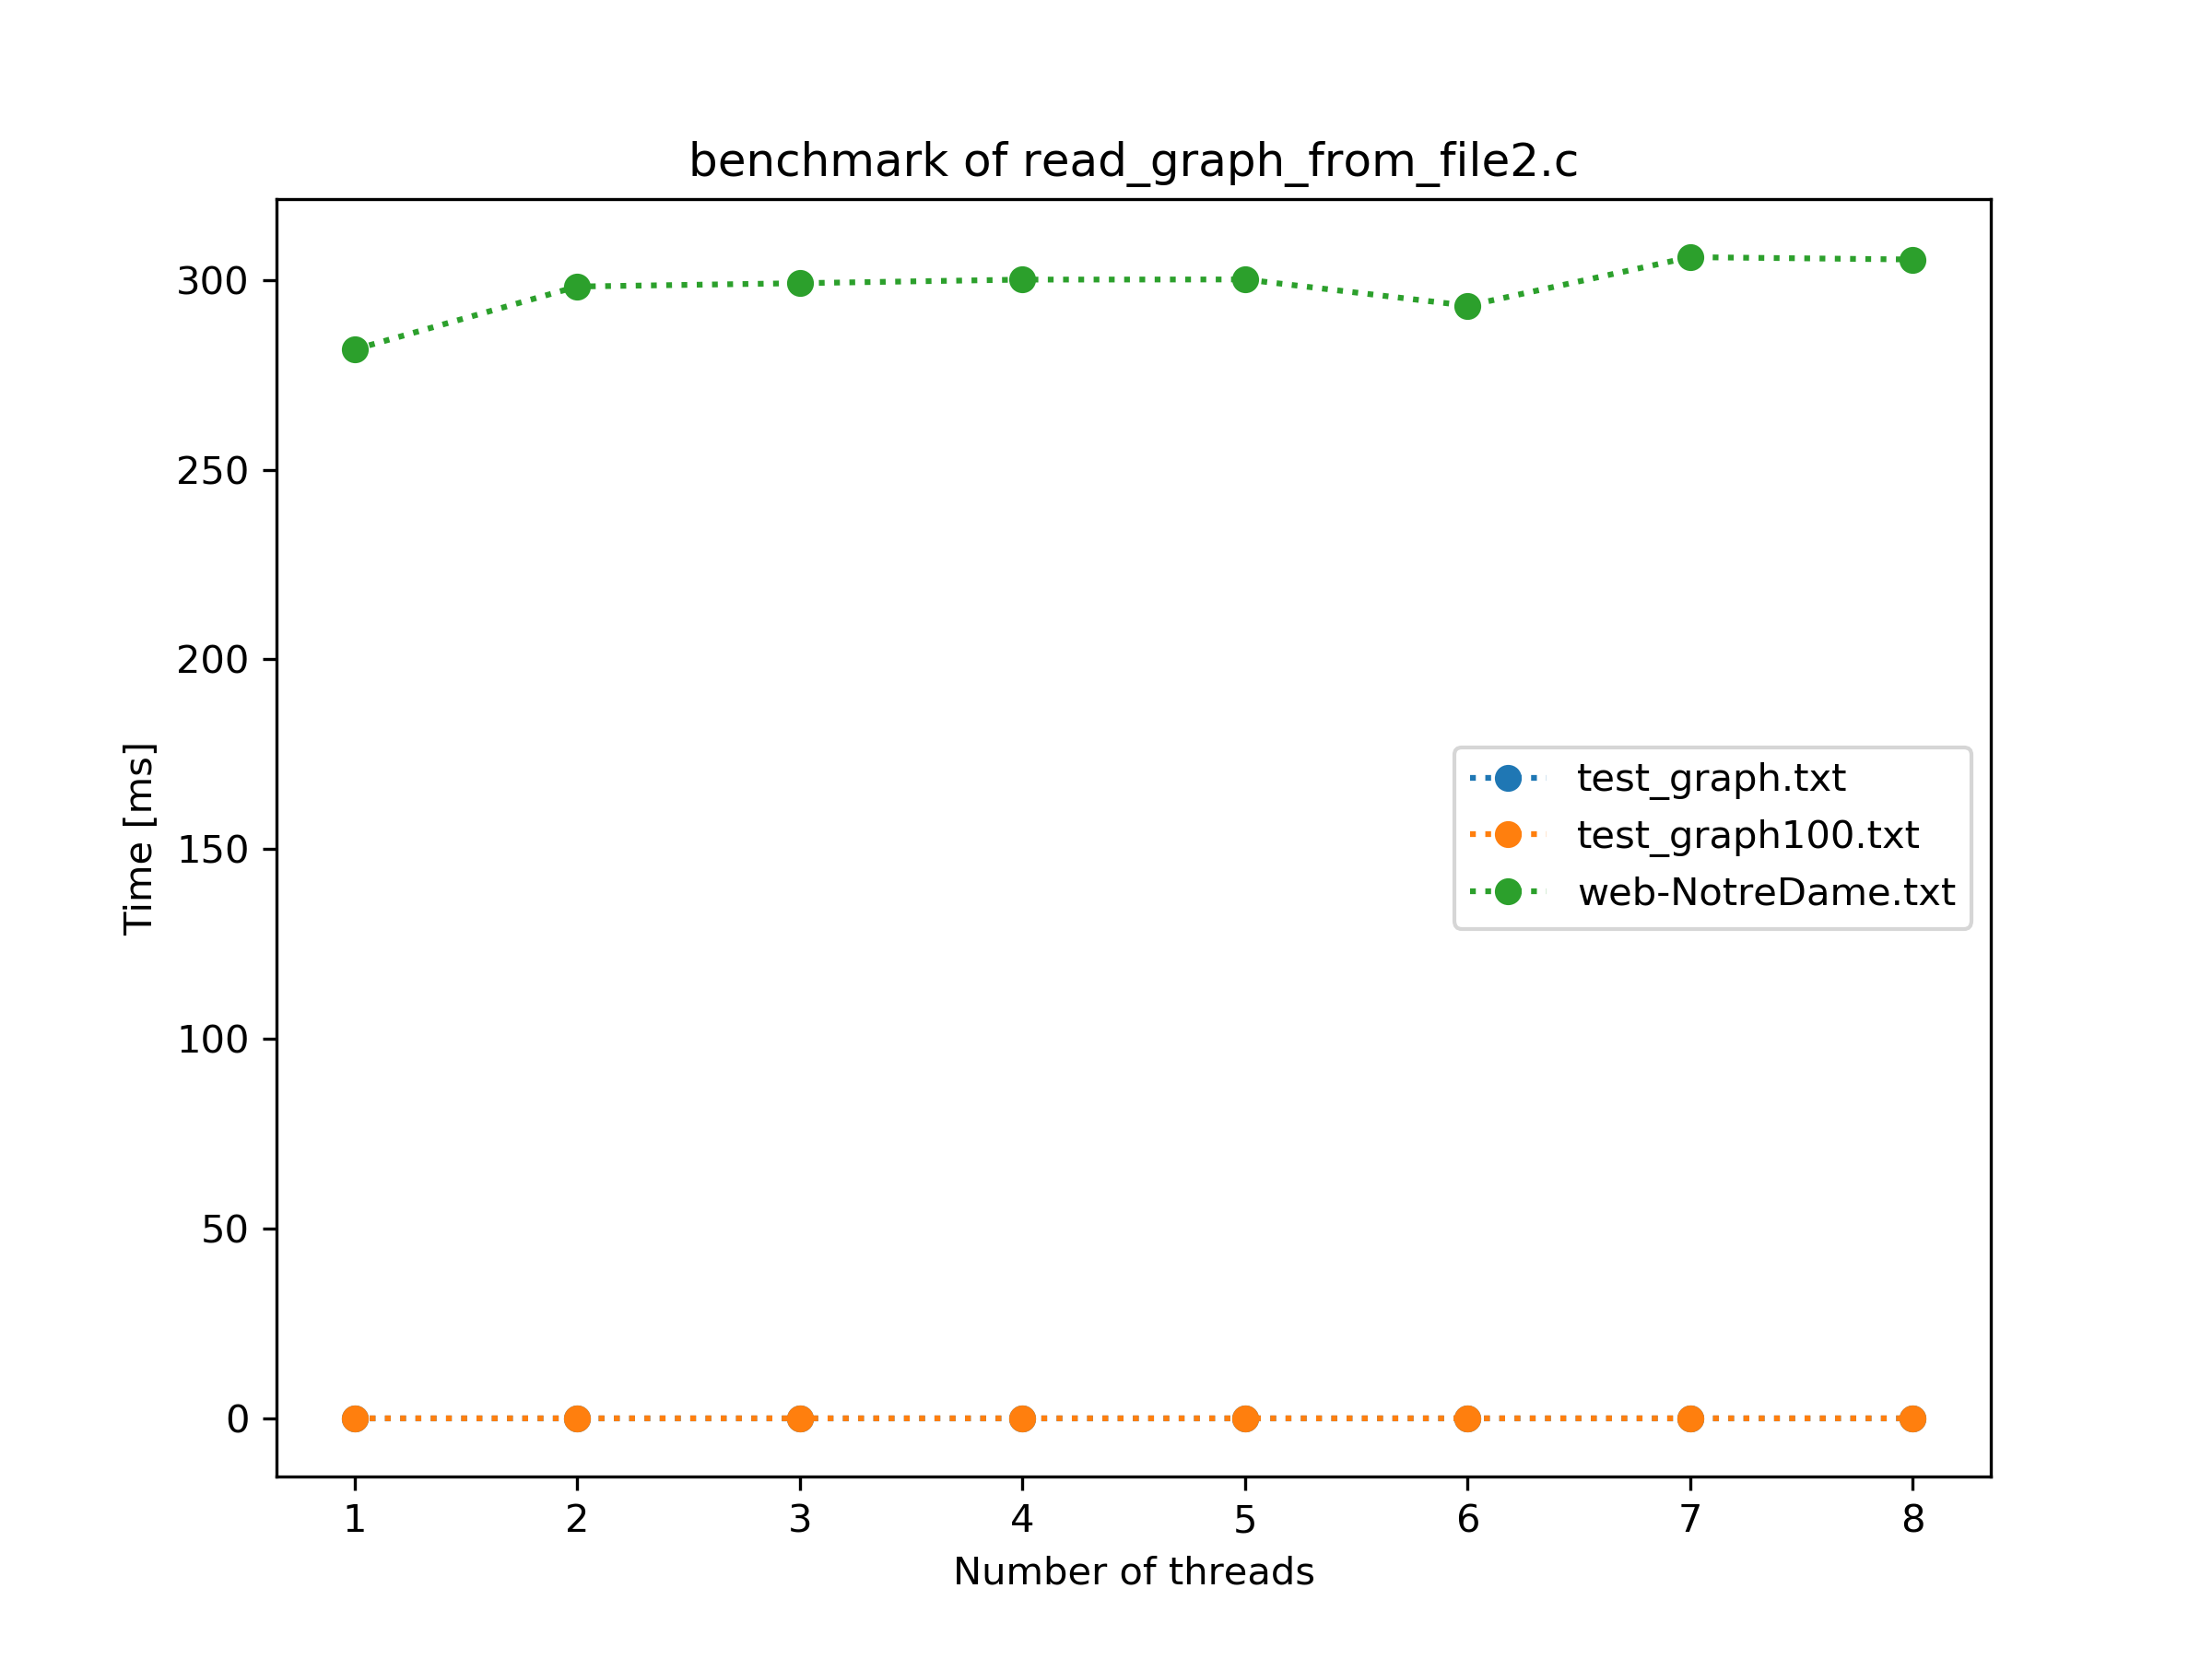 benchmark of read_graph_from_file2.c
300
250
200
150
100
50
0
Time [ms]
test_graph.txt
test_graph100.txt
web-NotreDame.txt
1 2 3 4 5 6 7 8
Number of threads